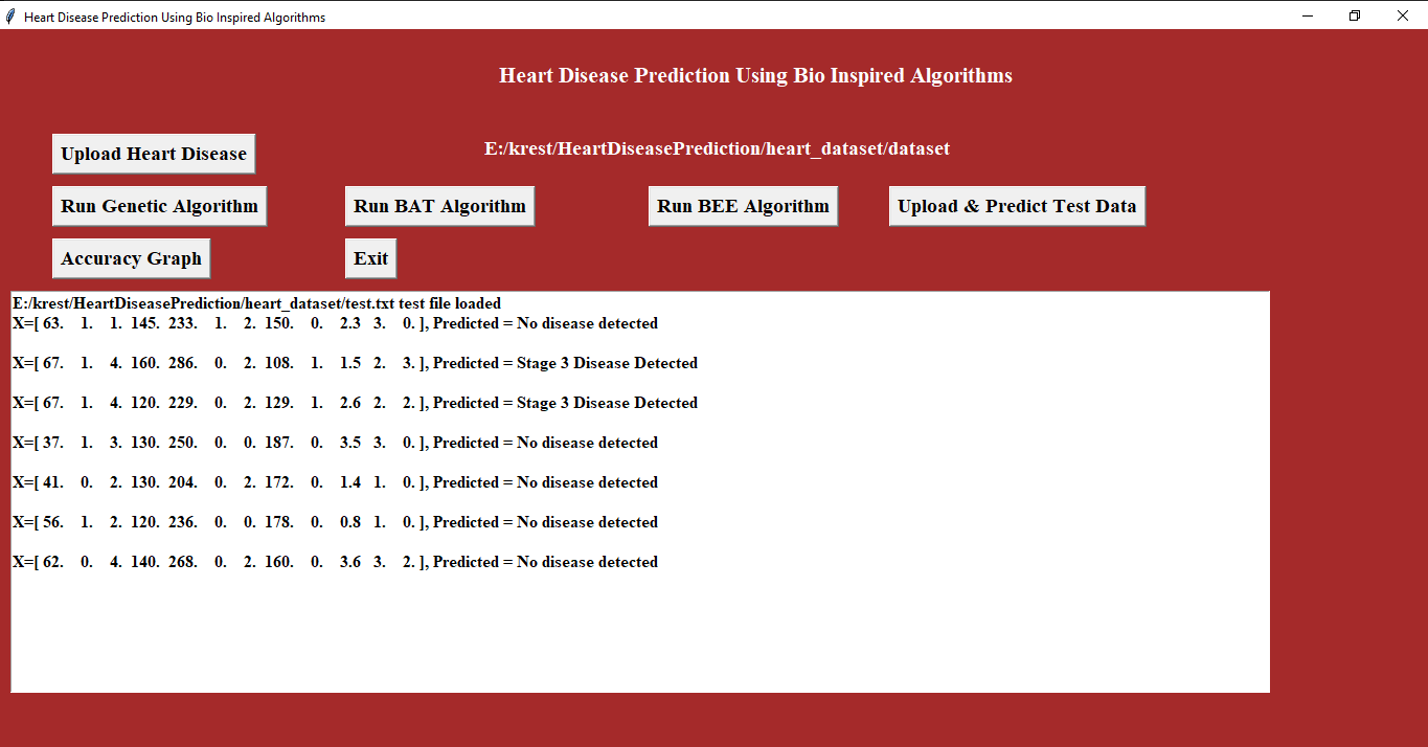 Heart Disease Prediction Using Bio Inspired Algorithms
Heart Disease Prediction Using Bio Inspired Algorithms
Upload Heart Disease E:/krest/HeartDiseasePrediction/heart_dataset/dataset
Run Genetic Algorithm Run BAT Algorithm Run BEE Algorithm Upload & Predict Test Data
Accuracy Graph Exit
E:/krest/HeartDiseasePrediction/heart_dataset/test.txt test file loaded
X=[ 63. 1. 1. 145. 233. 1. 2. 150. 0. 2.3 3. 0. ], Predicted = No disease detected
X=[ 67. 1. 4. 160. 286. 0. 2. 108. 1. 1.5 2. 3. ], Predicted = Stage 3 Disease Detected
X=[ 67. 1. 4. 120. 229. 0. 2. 129. 1. 2.6 2. 2. ], Predicted = Stage 3 Disease Detected
X=[ 37. 1. 3. 130. 250. 0. 0. 187. 0. 3.5 3. 0. ], Predicted = No disease detected
X=[ 41. 0. 2. 130. 204. 0. 2. 172. 0. 1.4 1. 0. ], Predicted = No disease detected
X=[ 56. 1. 2. 120. 236. 0. 0. 178. 0. 0.8 1. 0. ], Predicted = No disease detected
X=[ 62. 0. 4. 140. 268. 0. 2. 160. 0. 3.6 3. 2. ], Predicted = No disease detected